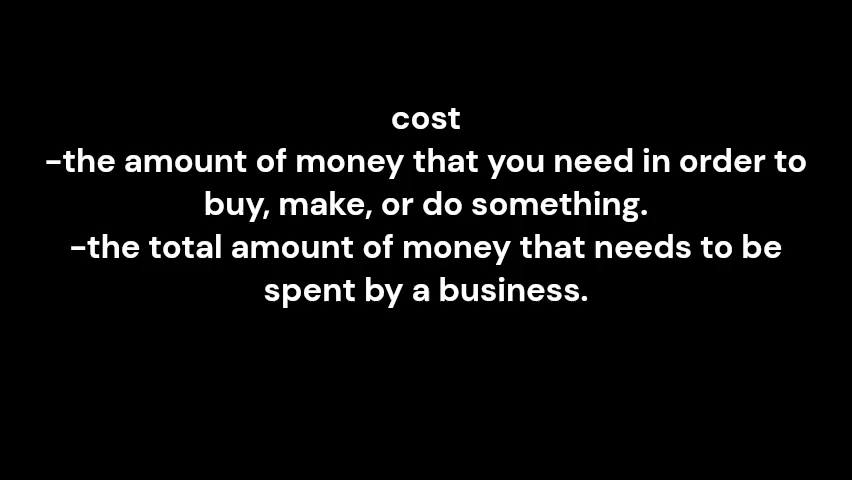 cost
-the amount of money that you need in order to
buy, make, or do something.
-the total amount of money that needs to be
spent by a business.